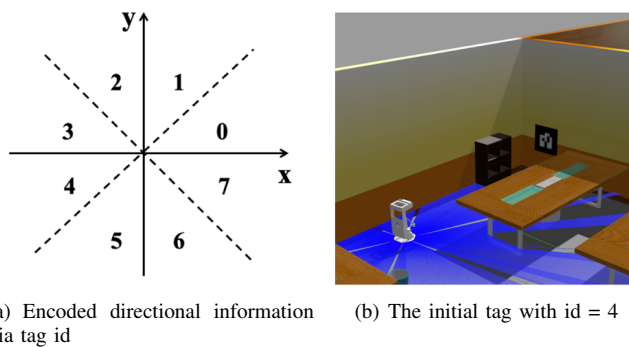 y
2 1
3 0
x
4 7
5 6
) Encoded directional information
ia tag id
(b) The initial tag with id = 4